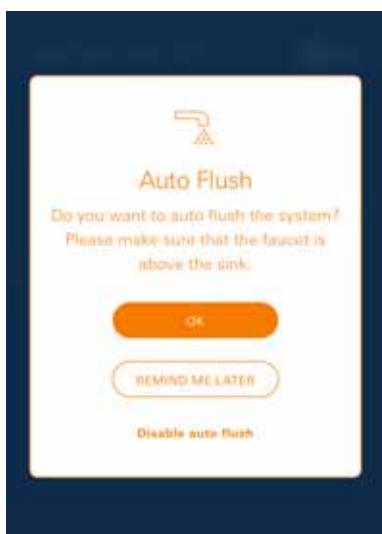 Auto Flush
Do you want to auto flush the system?
Please make sure that the faucet is
above the sink.
OK
REMIND ME LATER
Disable auto flush